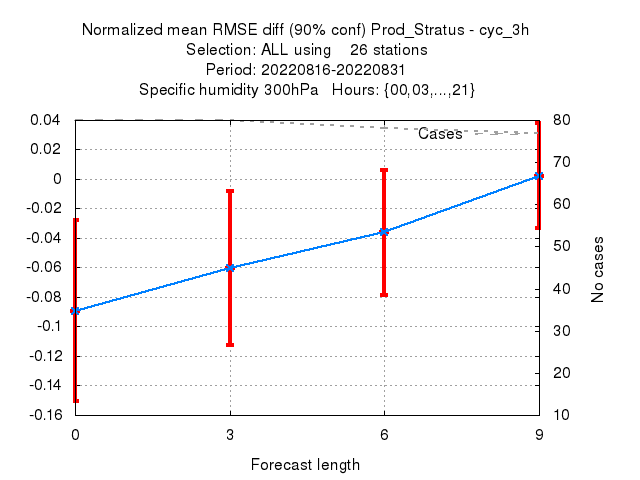 Normalized mean RMSE diff (90% conf) Prod_Stratus - cyc_3h
Selection: ALL using    26 stations
Period: 20220816-20220831
Specific humidity 300hPa   Hours: {00,03,...,21}
0.04
0.02
0
-0.02
-0.04
-0.06
-0.08
-0.1
-0.12
-0.14
-0.16
Cases
80
70
60
50
40
30
20
10
No cases
0 3 6 9
Forecast length